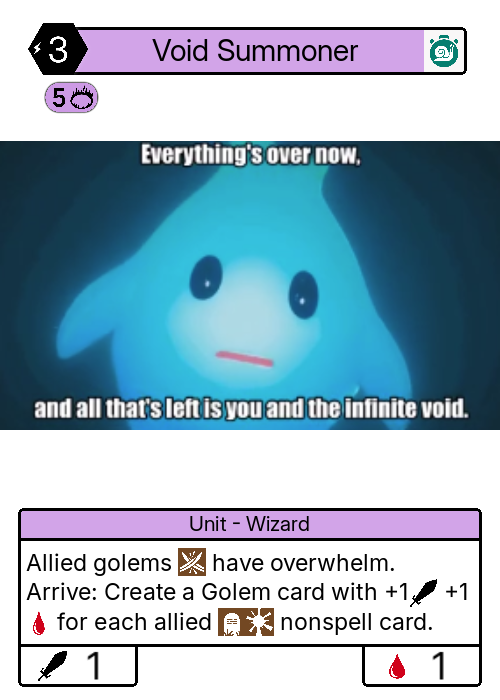 3
Void Summoner
5
Everything's over now,
and all that's left is you and the infinite void.
Unit - Wizard
Allied golems have overwhelm.
Arrive: Create a Golem card with +1 +1
for each allied nonspell card.
1
1